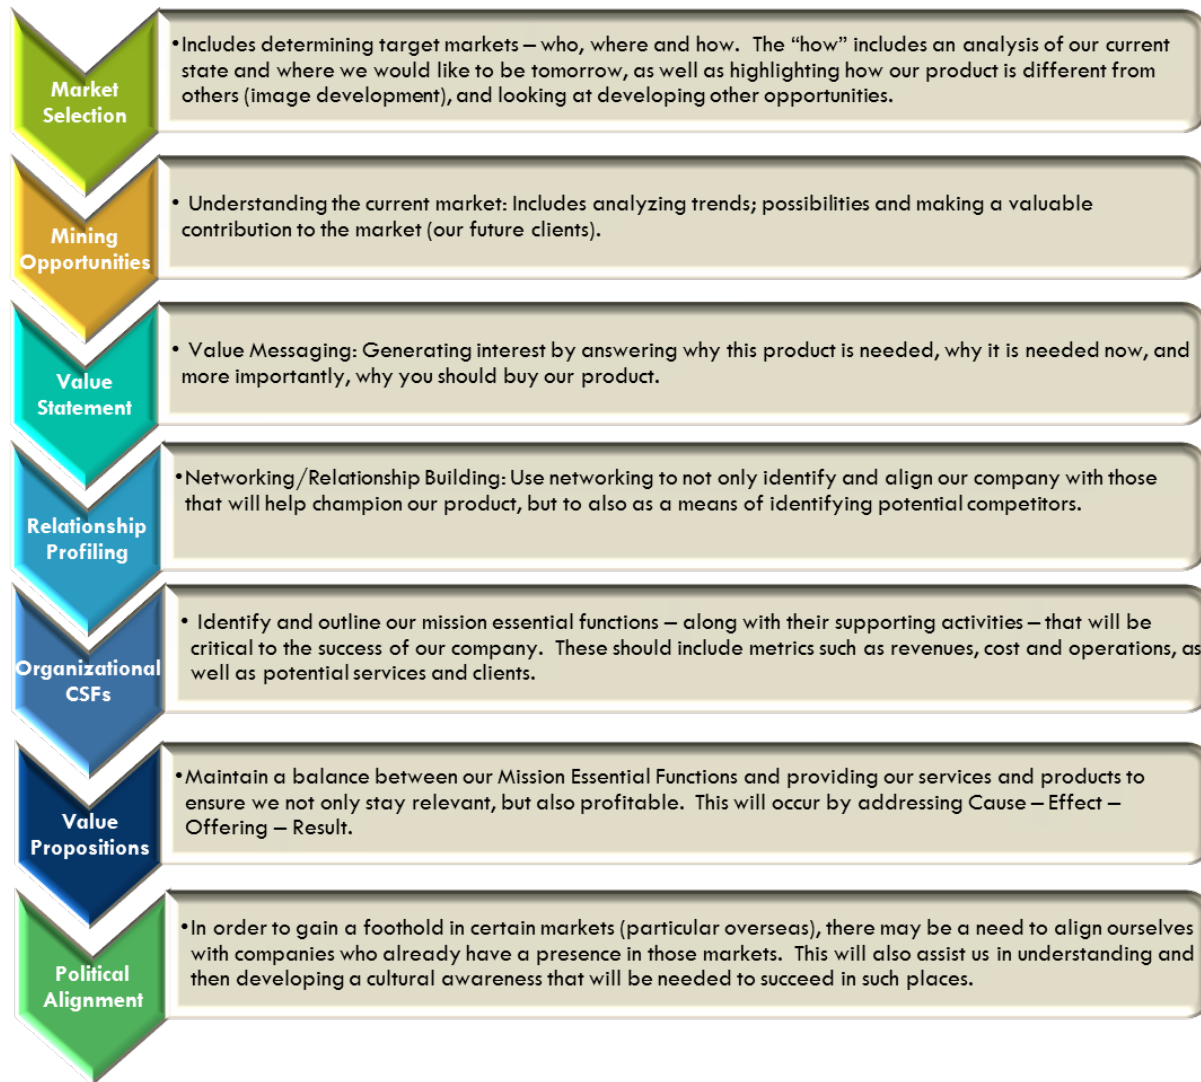 Market
Selection
•Includes determining target markets – who, where and how.  The “how” includes an analysis of our current
state and where we would like to be tomorrow, as well as highlighting how our product is different from
others (image development), and looking at developing other opportunities.
Mining
Opportunities
• Understanding the current market: Includes analyzing trends; possibilities and making a valuable
contribution to the market (our future clients).
Value
Statement
• Value Messaging: Generating interest by answering why this product is needed, why it is needed now, and
more importantly, why you should buy our product.
Relationship
Profiling
•Networking/Relationship Building: Use networking to not only identify and align our company with those
that will help champion our product, but to also as a means of identifying potential competitors.
Organizational
CSFs
• Identify and outline our mission essential functions – along with their supporting activities – that will be
critical to the success of our company.  These should include metrics such as revenues, cost and operations, as
well as potential services and clients.
Value
Propositions
•Maintain a balance between our Mission Essential Functions and providing our services and products to
ensure we not only stay relevant, but also profitable.  This will occur by addressing Cause – Effect –
Offering – Result.
Political
Alignment
•In order to gain a foothold in certain markets (particular overseas), there may be a need to align ourselves
with companies who already have a presence in those markets.  This will also assist us in understanding and
then developing a cultural awareness that will be needed to succeed in such places.